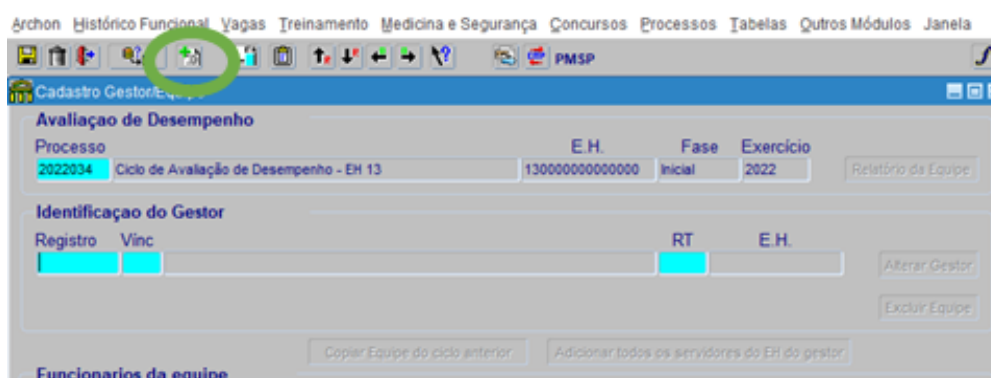 Archon Histórico Funcional Vagas Treinamento Medicina e Segurança Concursos Processos Tabelas Outros Módulos Janela
PMSP
Cadastro Gestor/Equipe
Avaliaçao de Desempenho
Processo E.H. Fase Exercício
2022034 Ciclo de Avaliação de Desempenho - EH 13 130000000000000 Inicial 2022 Relatório da Equipe
Identificaçao do Gestor
Registro Vinc RT E.H.
Alterar Gestor
Excluir Equipe
Copiar Equipe do ciclo anterior Adicionar todos os servidores do EH do gestor
Funcionarios da equipe